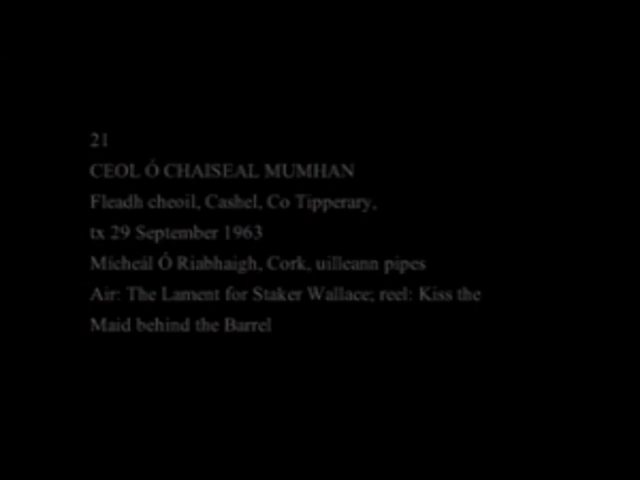 21
CEOL Ó CHAISEAL MUMHAN
Fleadh cheoil, Cashel, Co Tipperary,
tx 29 September 1963
Mícheál Ó Riabhaigh, Cork, uilleann pipes
Air: The Lament for Staker Wallace; reel: Kiss the
Maid behind the Barrel